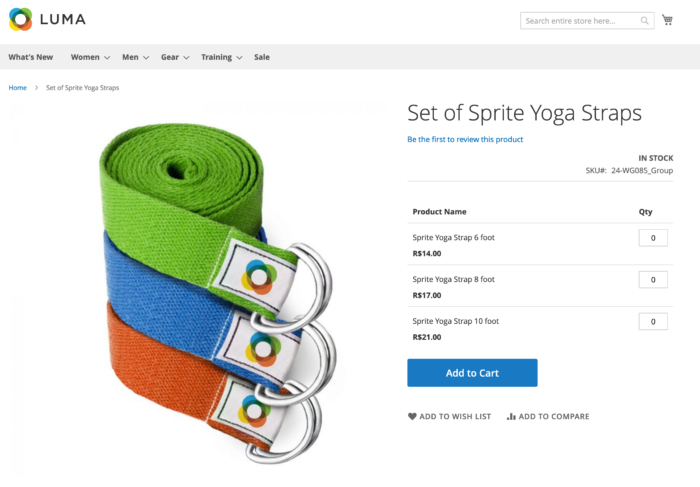 LUMA
Search entire store here...
What's New Women Men Gear Training Sale
Home > Set of Sprite Yoga Straps
Set of Sprite Yoga Straps
Be the first to review this product
IN STOCK
SKU#: 24-WG085_Group
Product Name Qty
Sprite Yoga Strap 6 foot 0
R$14.00
Sprite Yoga Strap 8 foot 0
R$17.00
Sprite Yoga Strap 10 foot 0
R$21.00
Add to Cart
ADD TO WISH LIST ADD TO COMPARE